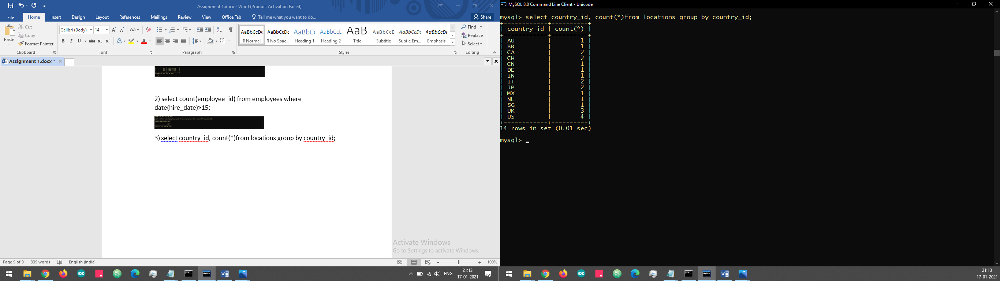 Assignment 1.docx - Word (Product Activation Failed)
File Home Insert Design Layout References Mailings Review View Office Tab Tell me what you want to do... Share
Paste
Cut
Copy
Format Painter
Clipboard
Calibri (Body) 14
Font
Paragraph
AaBbCcDc AaBbCcDc AaBbC( AaBbCcD AaB AaBbCcD AaBbCcDc AaBbCcDc
¶ Normal ¶ No Spac... Heading 1 Heading 2 Title Subtitle Subtle Em... Emphasis
Styles
Find
Replace
Select
Editing
Assignment 1.docx *
2) select count(employee_id) from employees where
date(hire_date)>15;
3) select country_id, count(*)from locations group by country_id;
Activate Windows
Go to Settings to activate Windows.
Page 9 of 9 339 words English (India) 100%
ENG
21:13
17-01-2021
MySQL 8.0 Command Line Client - Unicode
mysql> select country_id, count(*)from locations group by country_id;
+------------+----------+
| country_id | count(*) |
+------------+----------+
| AU | 1 |
| BR | 1 |
| CA | 2 |
| CH | 2 |
| CN | 1 |
| DE | 1 |
| IN | 1 |
| IT | 2 |
| JP | 2 |
| MX | 1 |
| NL | 1 |
| SG | 1 |
| UK | 3 |
| US | 4 |
+------------+----------+
14 rows in set (0.01 sec)
mysql>
21:13
17-01-2021